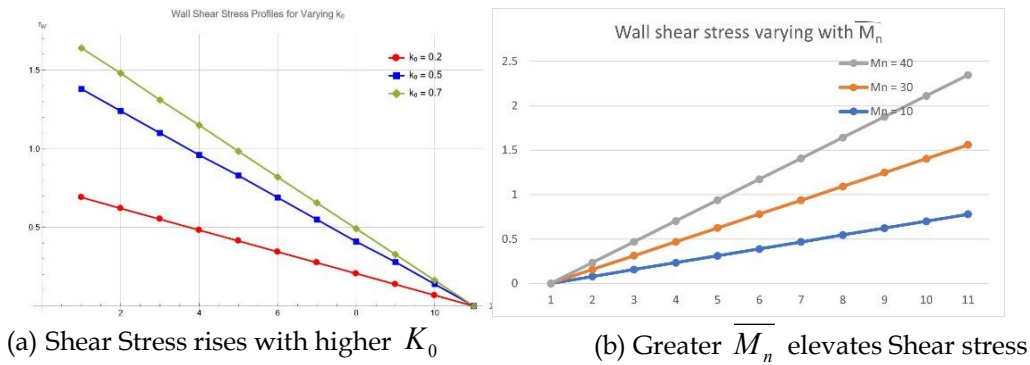 Wall Shear Stress Profiles for Varying k₀
τw
k₀ = 0.2
k₀ = 0.5
k₀ = 0.7
1.5
1.0
0.5
2
4
6
8
10
Wall shear stress varying with M̅n̅
2.5
2
1.5
1
0.5
0
Mn = 40
Mn = 30
Mn = 10
1 2 3 4 5 6 7 8 9 10 11
(a) Shear Stress rises with higher K₀
(b) Greater M̅n̅ elevates Shear stress